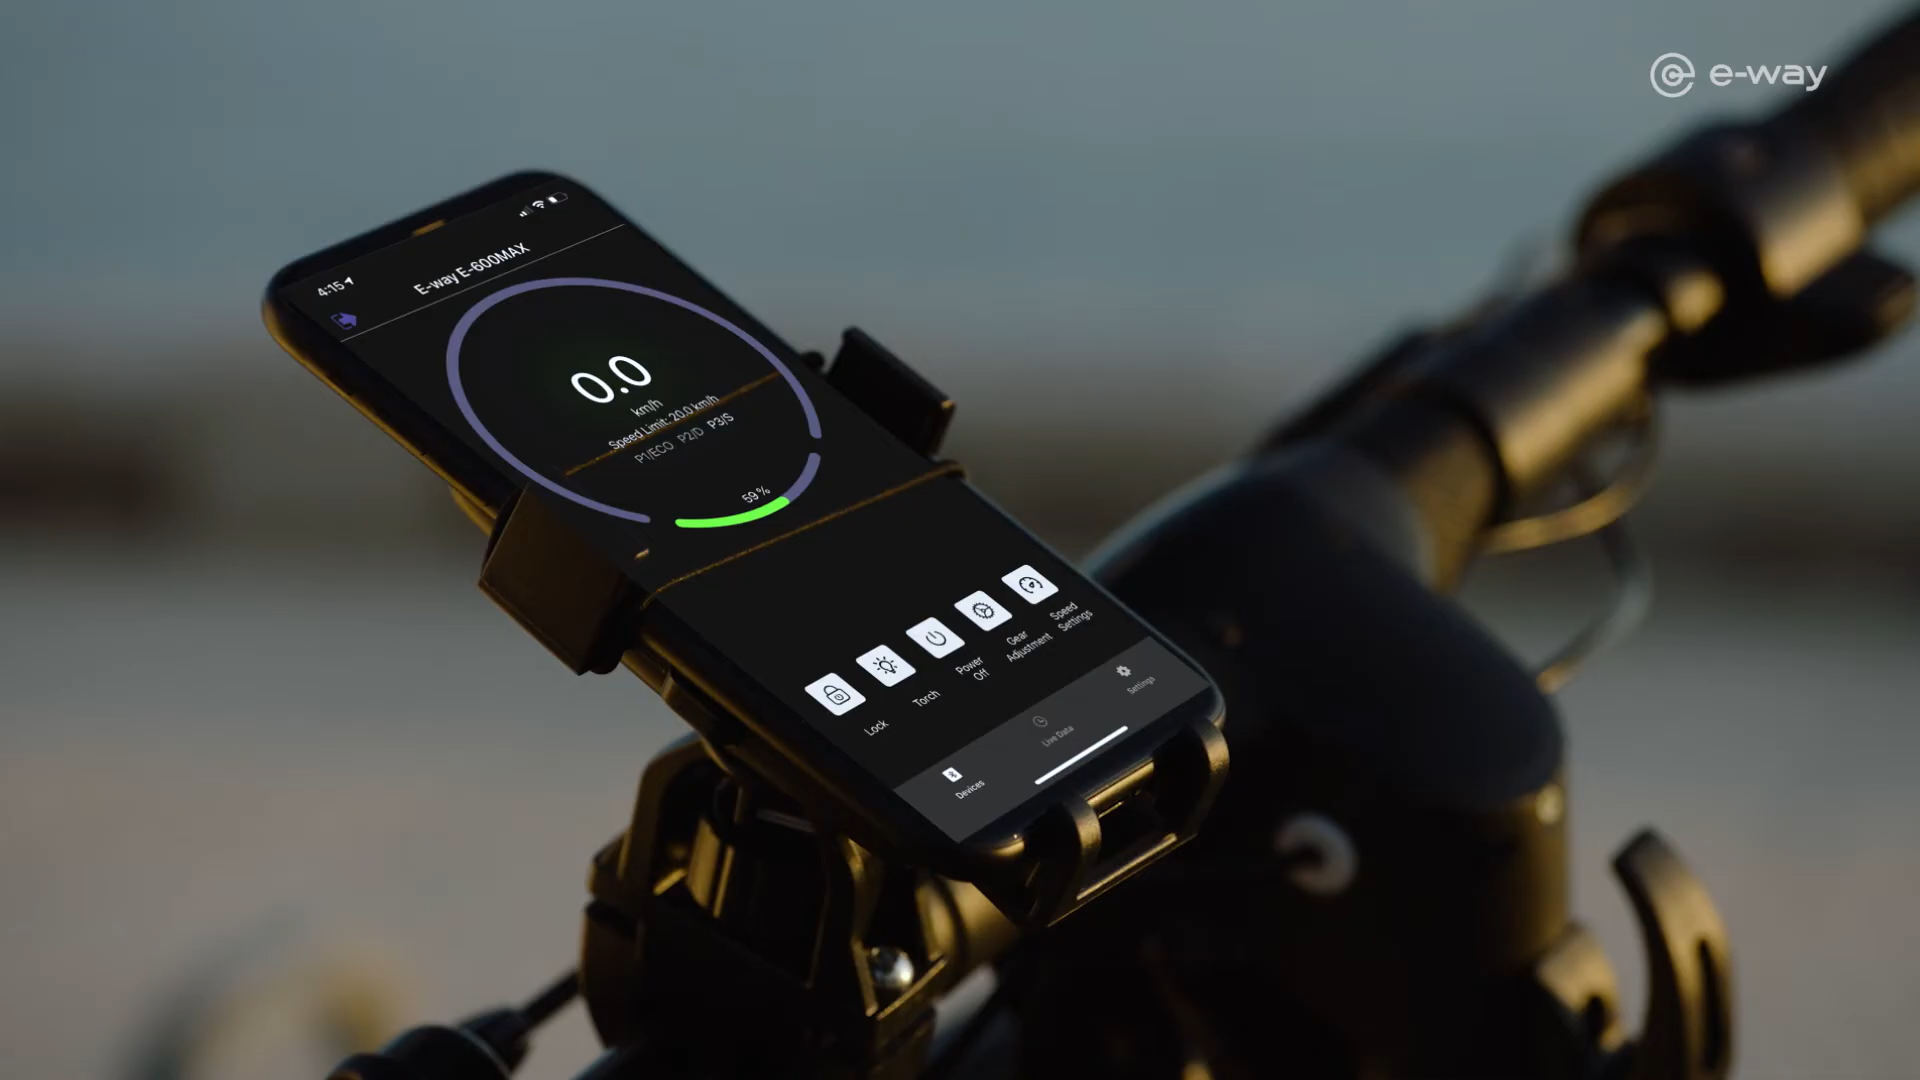 e-way
4:15
E-way E-600MAX
0.0
km/h
Speed Limit: 20.0 km/h
P1/ECO P2/D P3/S
59 %
Lock
Torch
Power
Off
Gear
Adjustment
Speed
Settings
Devices
Live Data
Settings